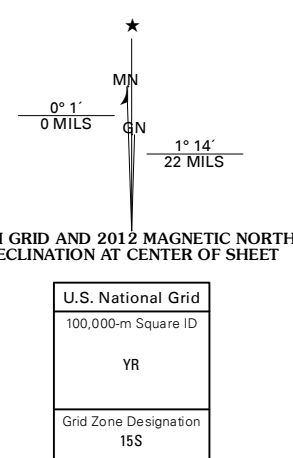 ★
MN
0° 1´
0 MILS
GN
1° 14´
22 MILS
GRID AND 2012 MAGNETIC NORTH
AT CENTER OF SHEET
U.S. National Grid
100,000-m Square ID
YR
Grid Zone Designation
15S